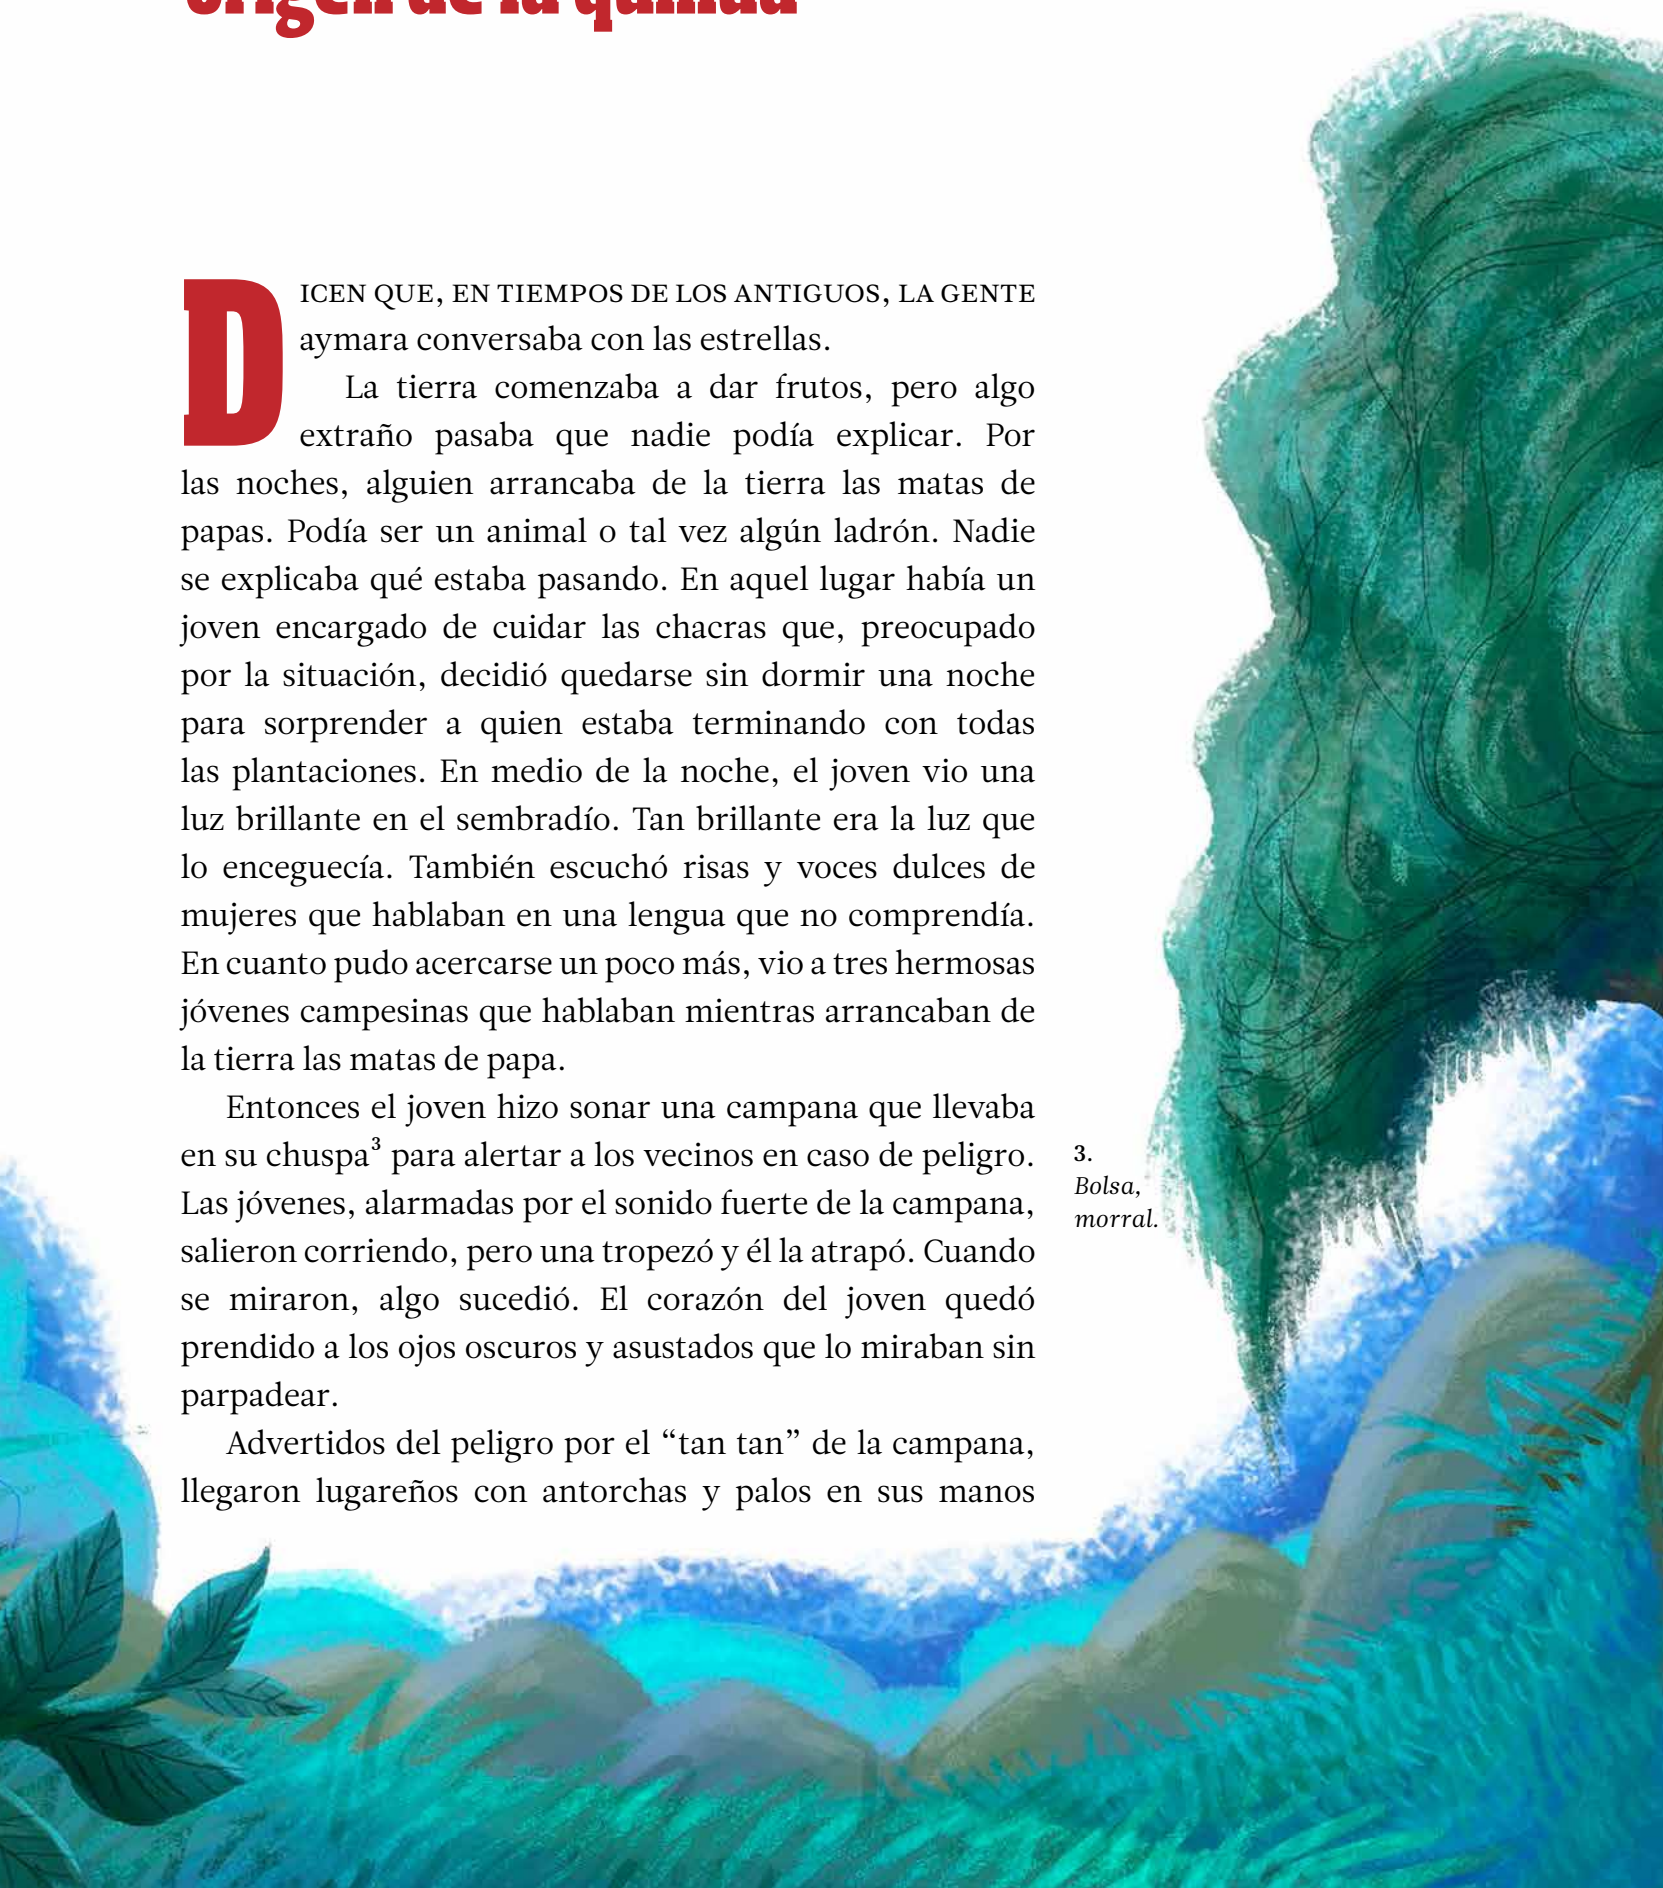 origen de la quinua
DICEN QUE, EN TIEMPOS DE LOS ANTIGUOS, LA GENTE
aymara conversaba con las estrellas.
La tierra comenzaba a dar frutos, pero algo
extraño pasaba que nadie podía explicar. Por
las noches, alguien arrancaba de la tierra las matas de
papas. Podía ser un animal o tal vez algún ladrón. Nadie
se explicaba qué estaba pasando. En aquel lugar había un
joven encargado de cuidar las chacras que, preocupado
por la situación, decidió quedarse sin dormir una noche
para sorprender a quien estaba terminando con todas
las plantaciones. En medio de la noche, el joven vio una
luz brillante en el sembradío. Tan brillante era la luz que
lo enceguecía. También escuchó risas y voces dulces de
mujeres que hablaban en una lengua que no comprendía.
En cuanto pudo acercarse un poco más, vio a tres hermosas
jóvenes campesinas que hablaban mientras arrancaban de
la tierra las matas de papa.
Entonces el joven hizo sonar una campana que llevaba
en su chuspa³ para alertar a los vecinos en caso de peligro.
Las jóvenes, alarmadas por el sonido fuerte de la campana,
salieron corriendo, pero una tropezó y él la atrapó. Cuando
se miraron, algo sucedió. El corazón del joven quedó
prendido a los ojos oscuros y asustados que lo miraban sin
parpadear.
Advertidos del peligro por el “tan tan” de la campana,
llegaron lugareños con antorchas y palos en sus manos
3.
Bolsa,
morral.